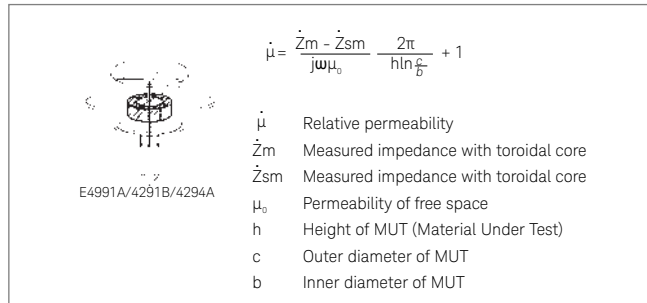 μ̇ = Żm - Żsm / jωμ₀ 2π / hln c/b + 1
μ̇ Relative permeability
Żm Measured impedance with toroidal core
Żsm Measured impedance with toroidal core
E4991A/4291B/4294A
μ₀ Permeability of free space
h Height of MUT (Material Under Test)
c Outer diameter of MUT
b Inner diameter of MUT